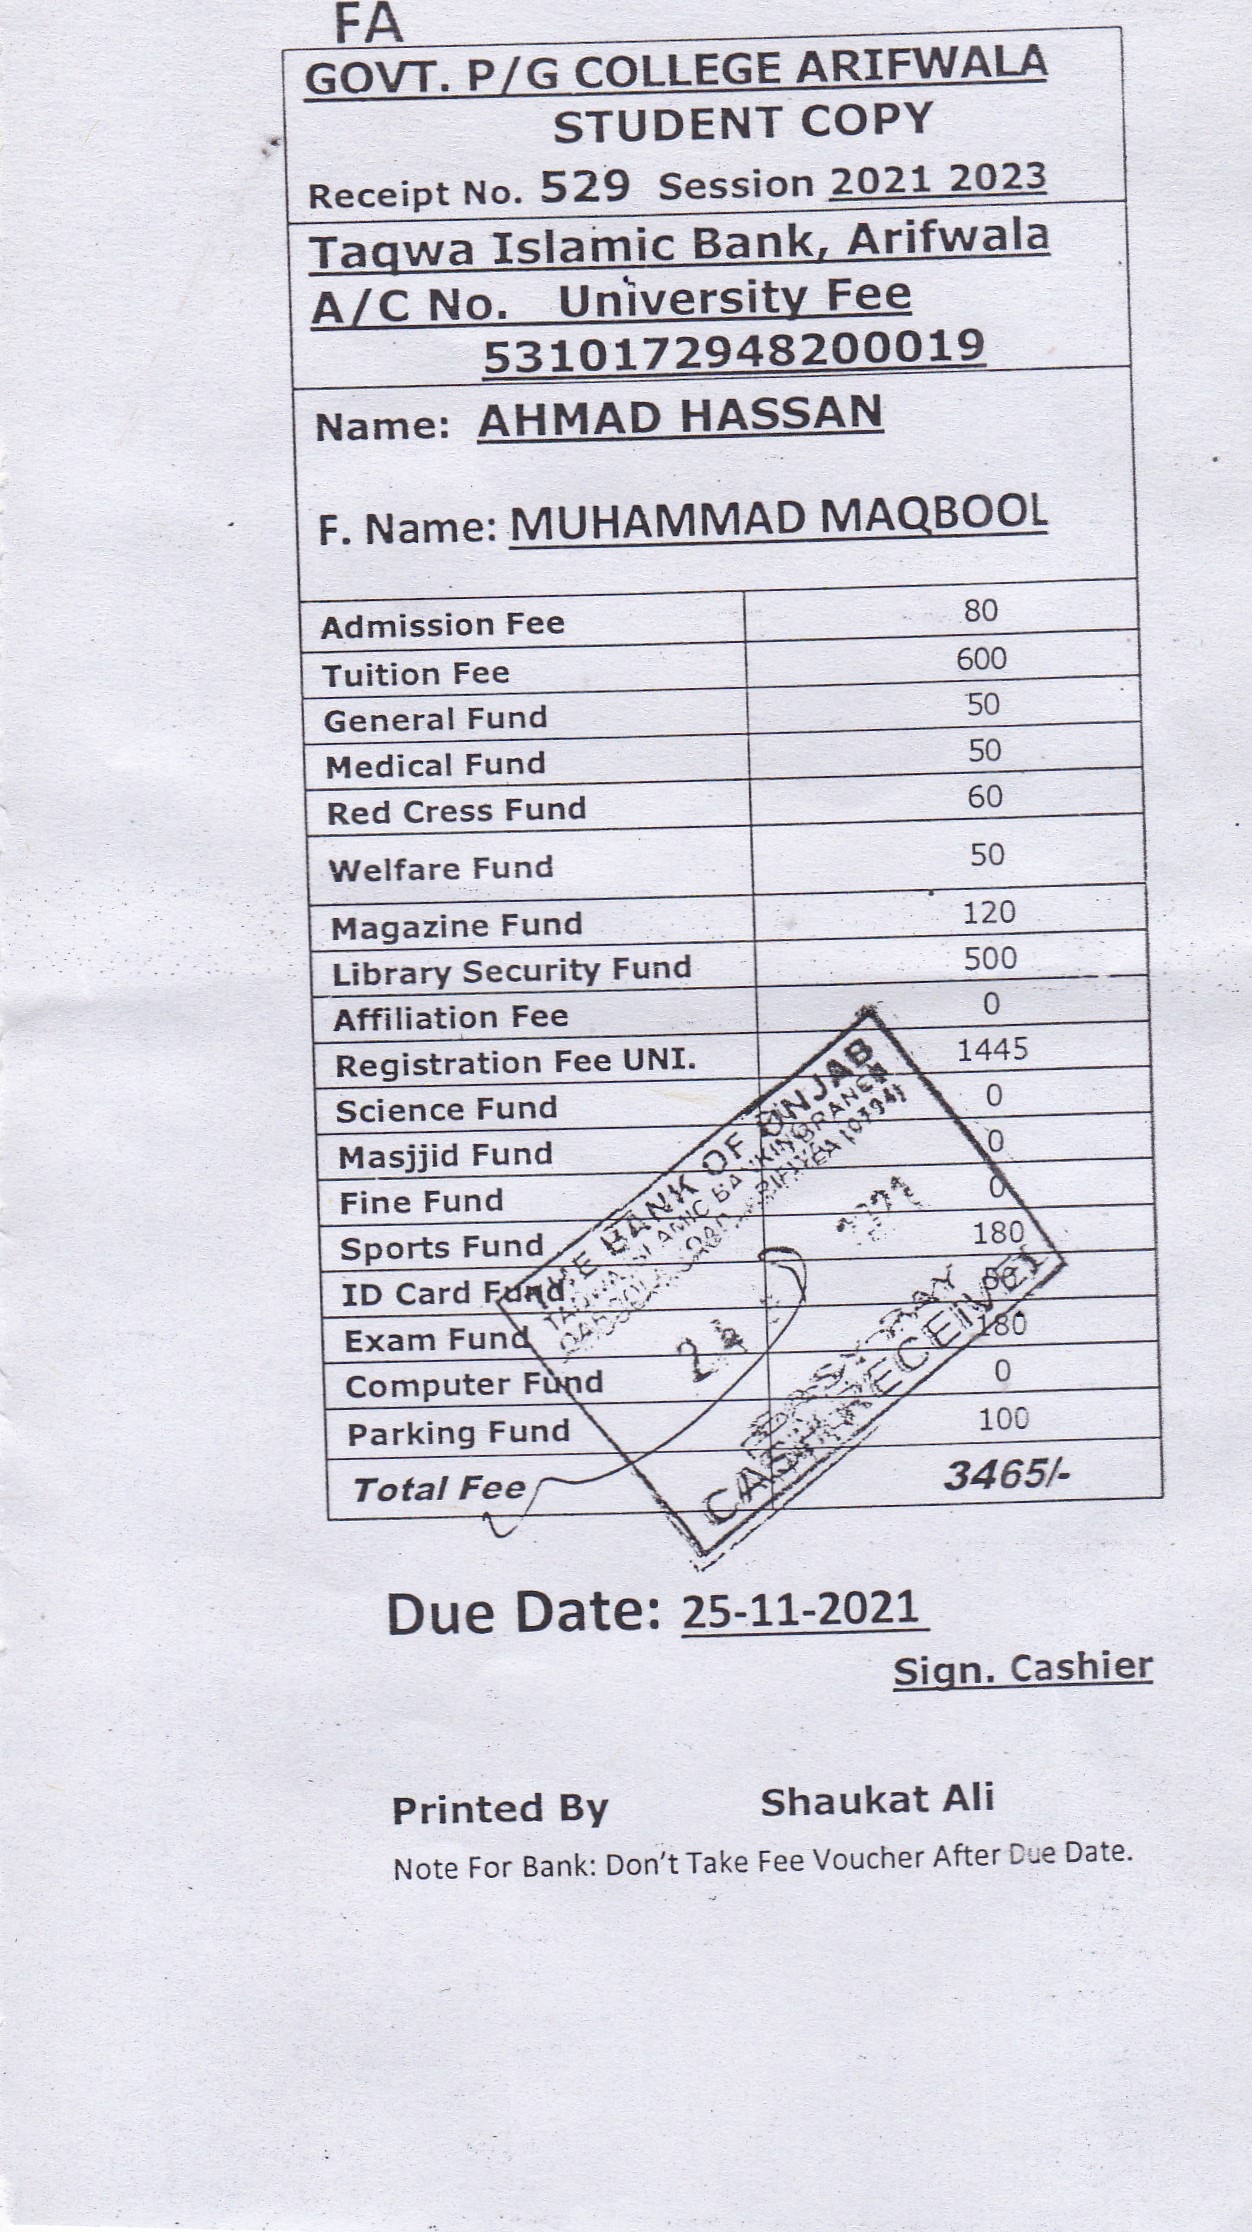 FA
GOVT. P/G COLLEGE ARIFWALA
STUDENT COPY
Receipt No. 529 Session 2021 2023
Taqwa Islamic Bank, Arifwala
A/C No. University Fee
5310172948200019
Name: AHMAD HASSAN
F. Name: MUHAMMAD MAQBOOL
Admission Fee 80
Tuition Fee 600
General Fund 50
Medical Fund 50
Red Cress Fund 60
Welfare Fund 50
Magazine Fund 120
Library Security Fund 500
Affiliation Fee 0
Registration Fee UNI. 1445
Science Fund 0
Masjjid Fund 0
Fine Fund 0
Sports Fund 180
ID Card Fund
Exam Fund 180
Computer Fund 0
Parking Fund 100
Total Fee 3465/-
THE BANK OF PUNJAB
ISLAMIC BANKING BRANCH
(0394)
24 2021
CASH RECEIVED
Due Date: 25-11-2021
Sign. Cashier
Printed By Shaukat Ali
Note For Bank: Don't Take Fee Voucher After Due Date.